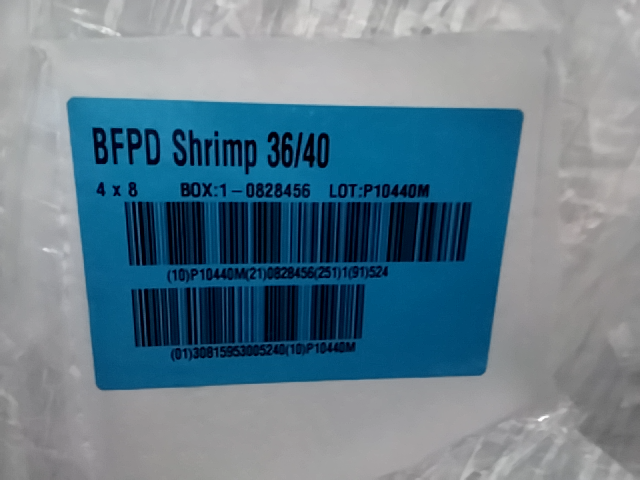 BFPD Shrimp 36/40
4 x 8 BOX:1-0828456 LOT:P10440M
(10)P10440M(21)0828456(251)1(91)524
(01)30815953005240(10)P10440M